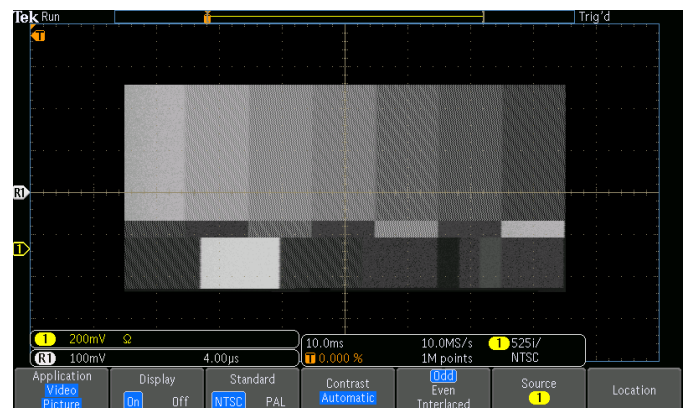 Tek Run Trig'd
T
T
R1
1
1 200mV Ω 10.0ms 10.0MS/s 1 525i/
R1 100mV 4.00µs T 0.000 % 1M points NTSC
Application Display Standard Contrast Odd Source Location
Video Even
Picture On Off NTSC PAL Automatic Interlaced 1